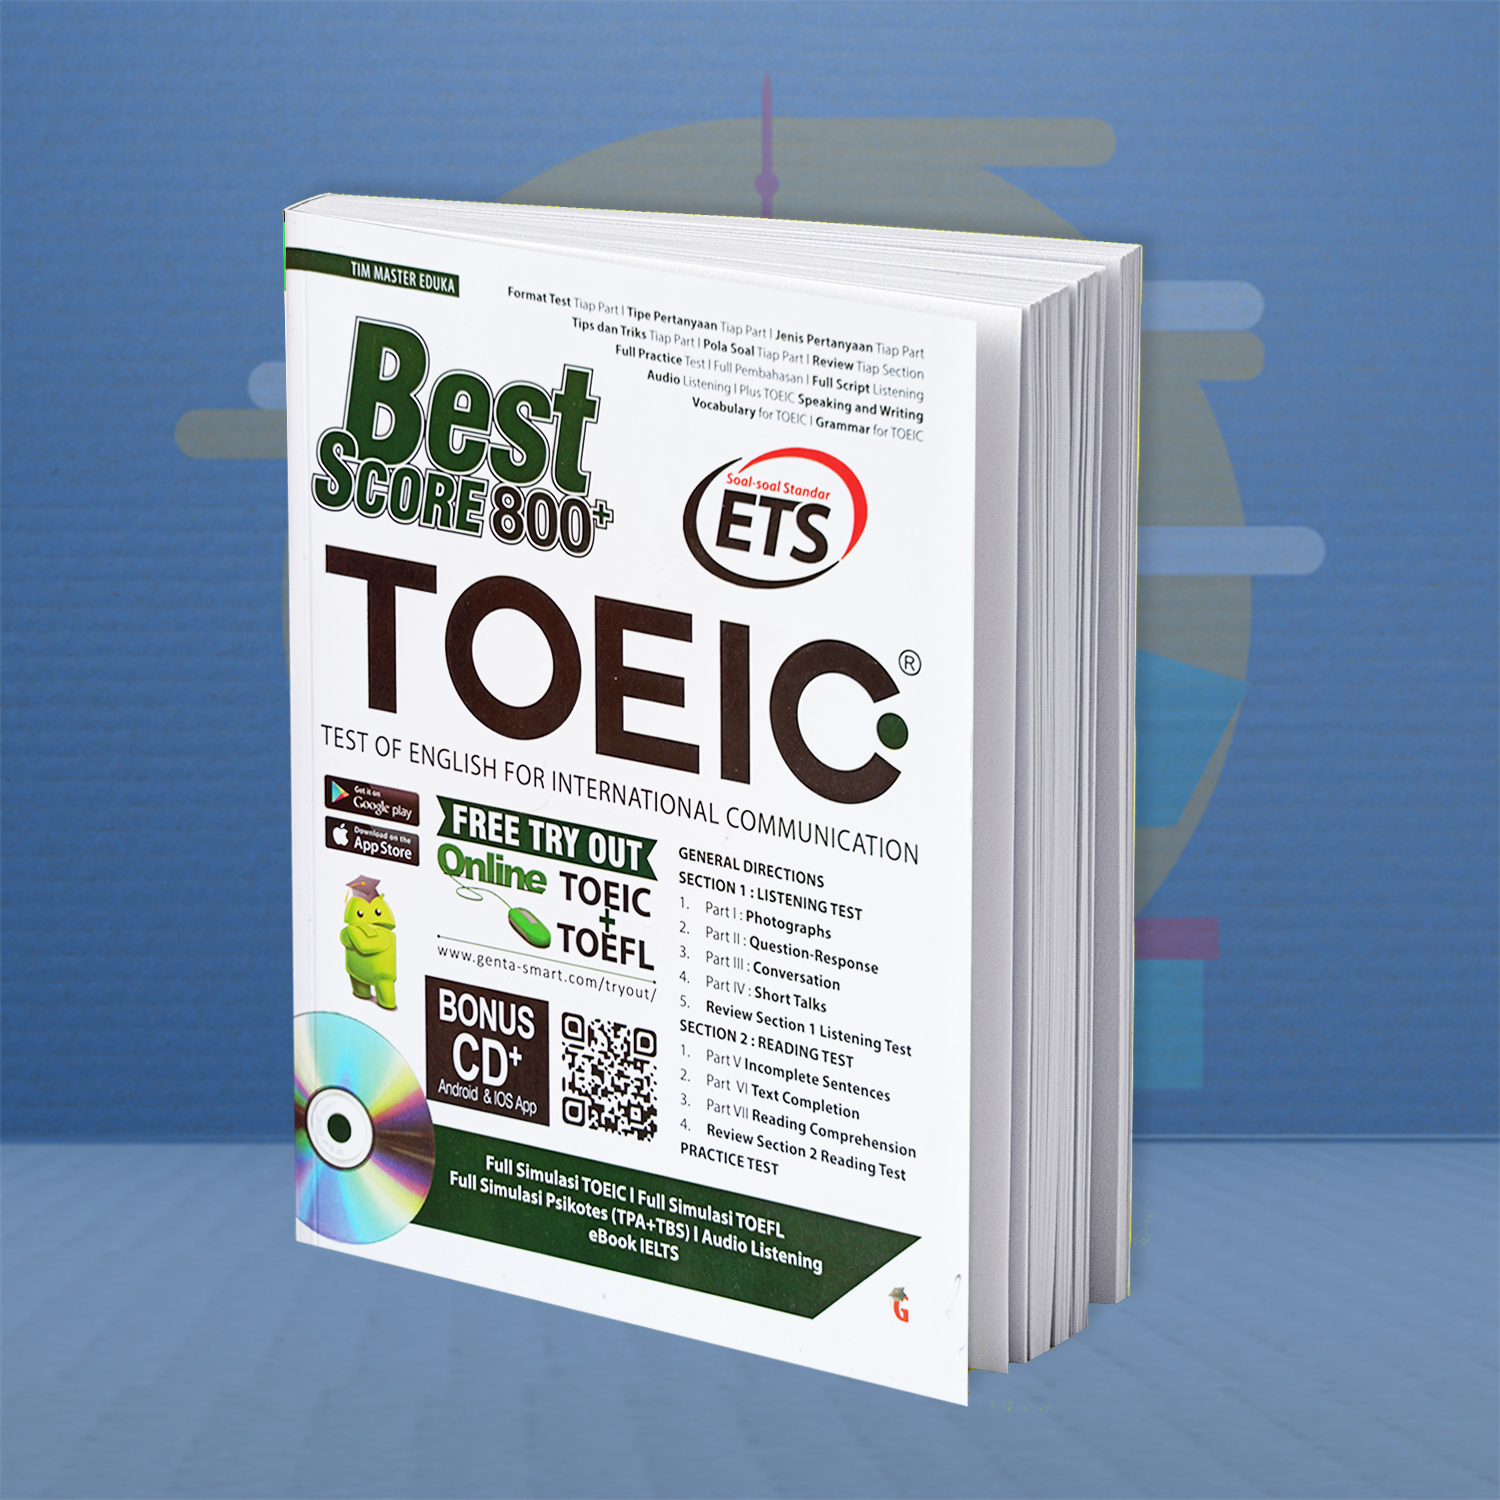 TIM MASTER EDUKA
Format Test Tiap Part | Tipe Pertanyaan Tiap Part | Jenis Pertanyaan Tiap Part
Tips dan Triks Tiap Part | Pola Soal Tiap Part | Review Tiap Section
Full Practice Test | Full Pembahasan | Full Script Listening
Audio Listening | Plus TOEIC Speaking and Writing
Vocabulary for TOEIC | Grammar for TOEIC
Best
SCORE 800+
Soal-soal Standar
ETS
TOEIC®
TEST OF ENGLISH FOR INTERNATIONAL COMMUNICATION
Get it on
Google play
Download on the
App Store
FREE TRY OUT
Online TOEIC
+
TOEFL
www.genta-smart.com/tryout/
BONUS
CD+
Android & IOS App
GENERAL DIRECTIONS
SECTION 1 : LISTENING TEST
1. Part I : Photographs
2. Part II : Question-Response
3. Part III : Conversation
4. Part IV : Short Talks
5. Review Section 1 Listening Test
SECTION 2 : READING TEST
1. Part V Incomplete Sentences
2. Part VI Text Completion
3. Part VII Reading Comprehension
4. Review Section 2 Reading Test
PRACTICE TEST
Full Simulasi TOEIC | Full Simulasi TOEFL
Full Simulasi Psikotes (TPA+TBS) | Audio Listening
eBook IELTS
G